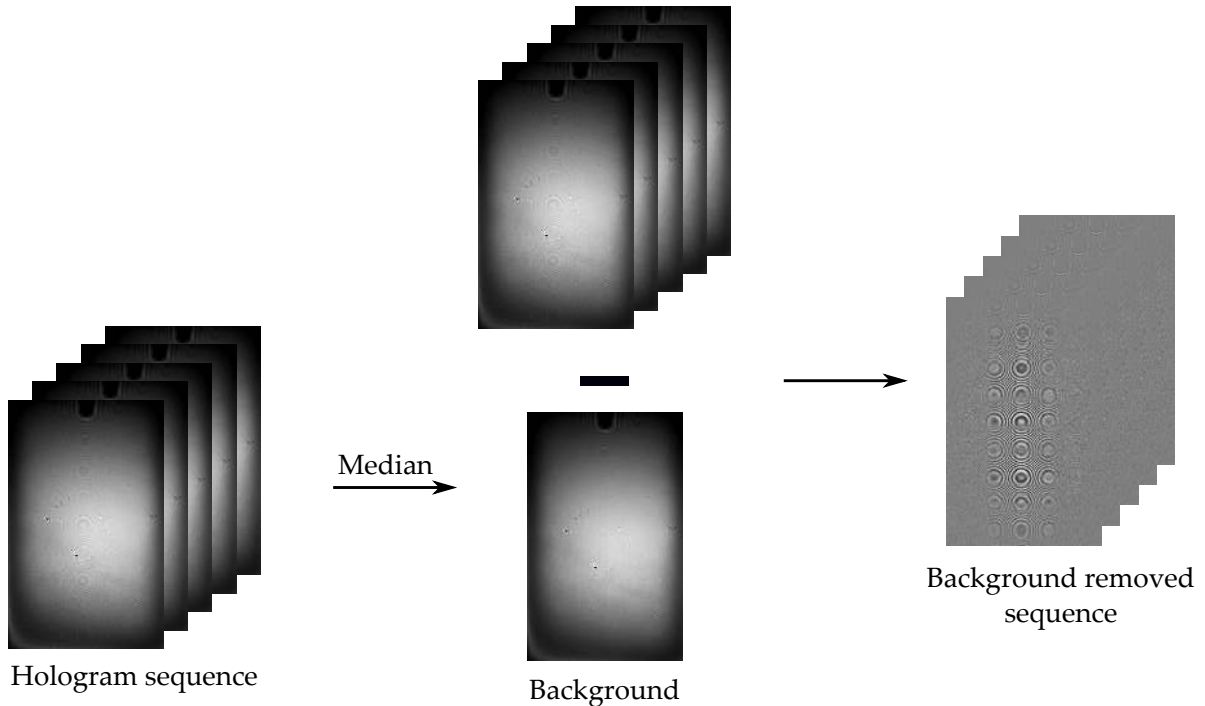 Median
Background removed
sequence
Hologram sequence
Background